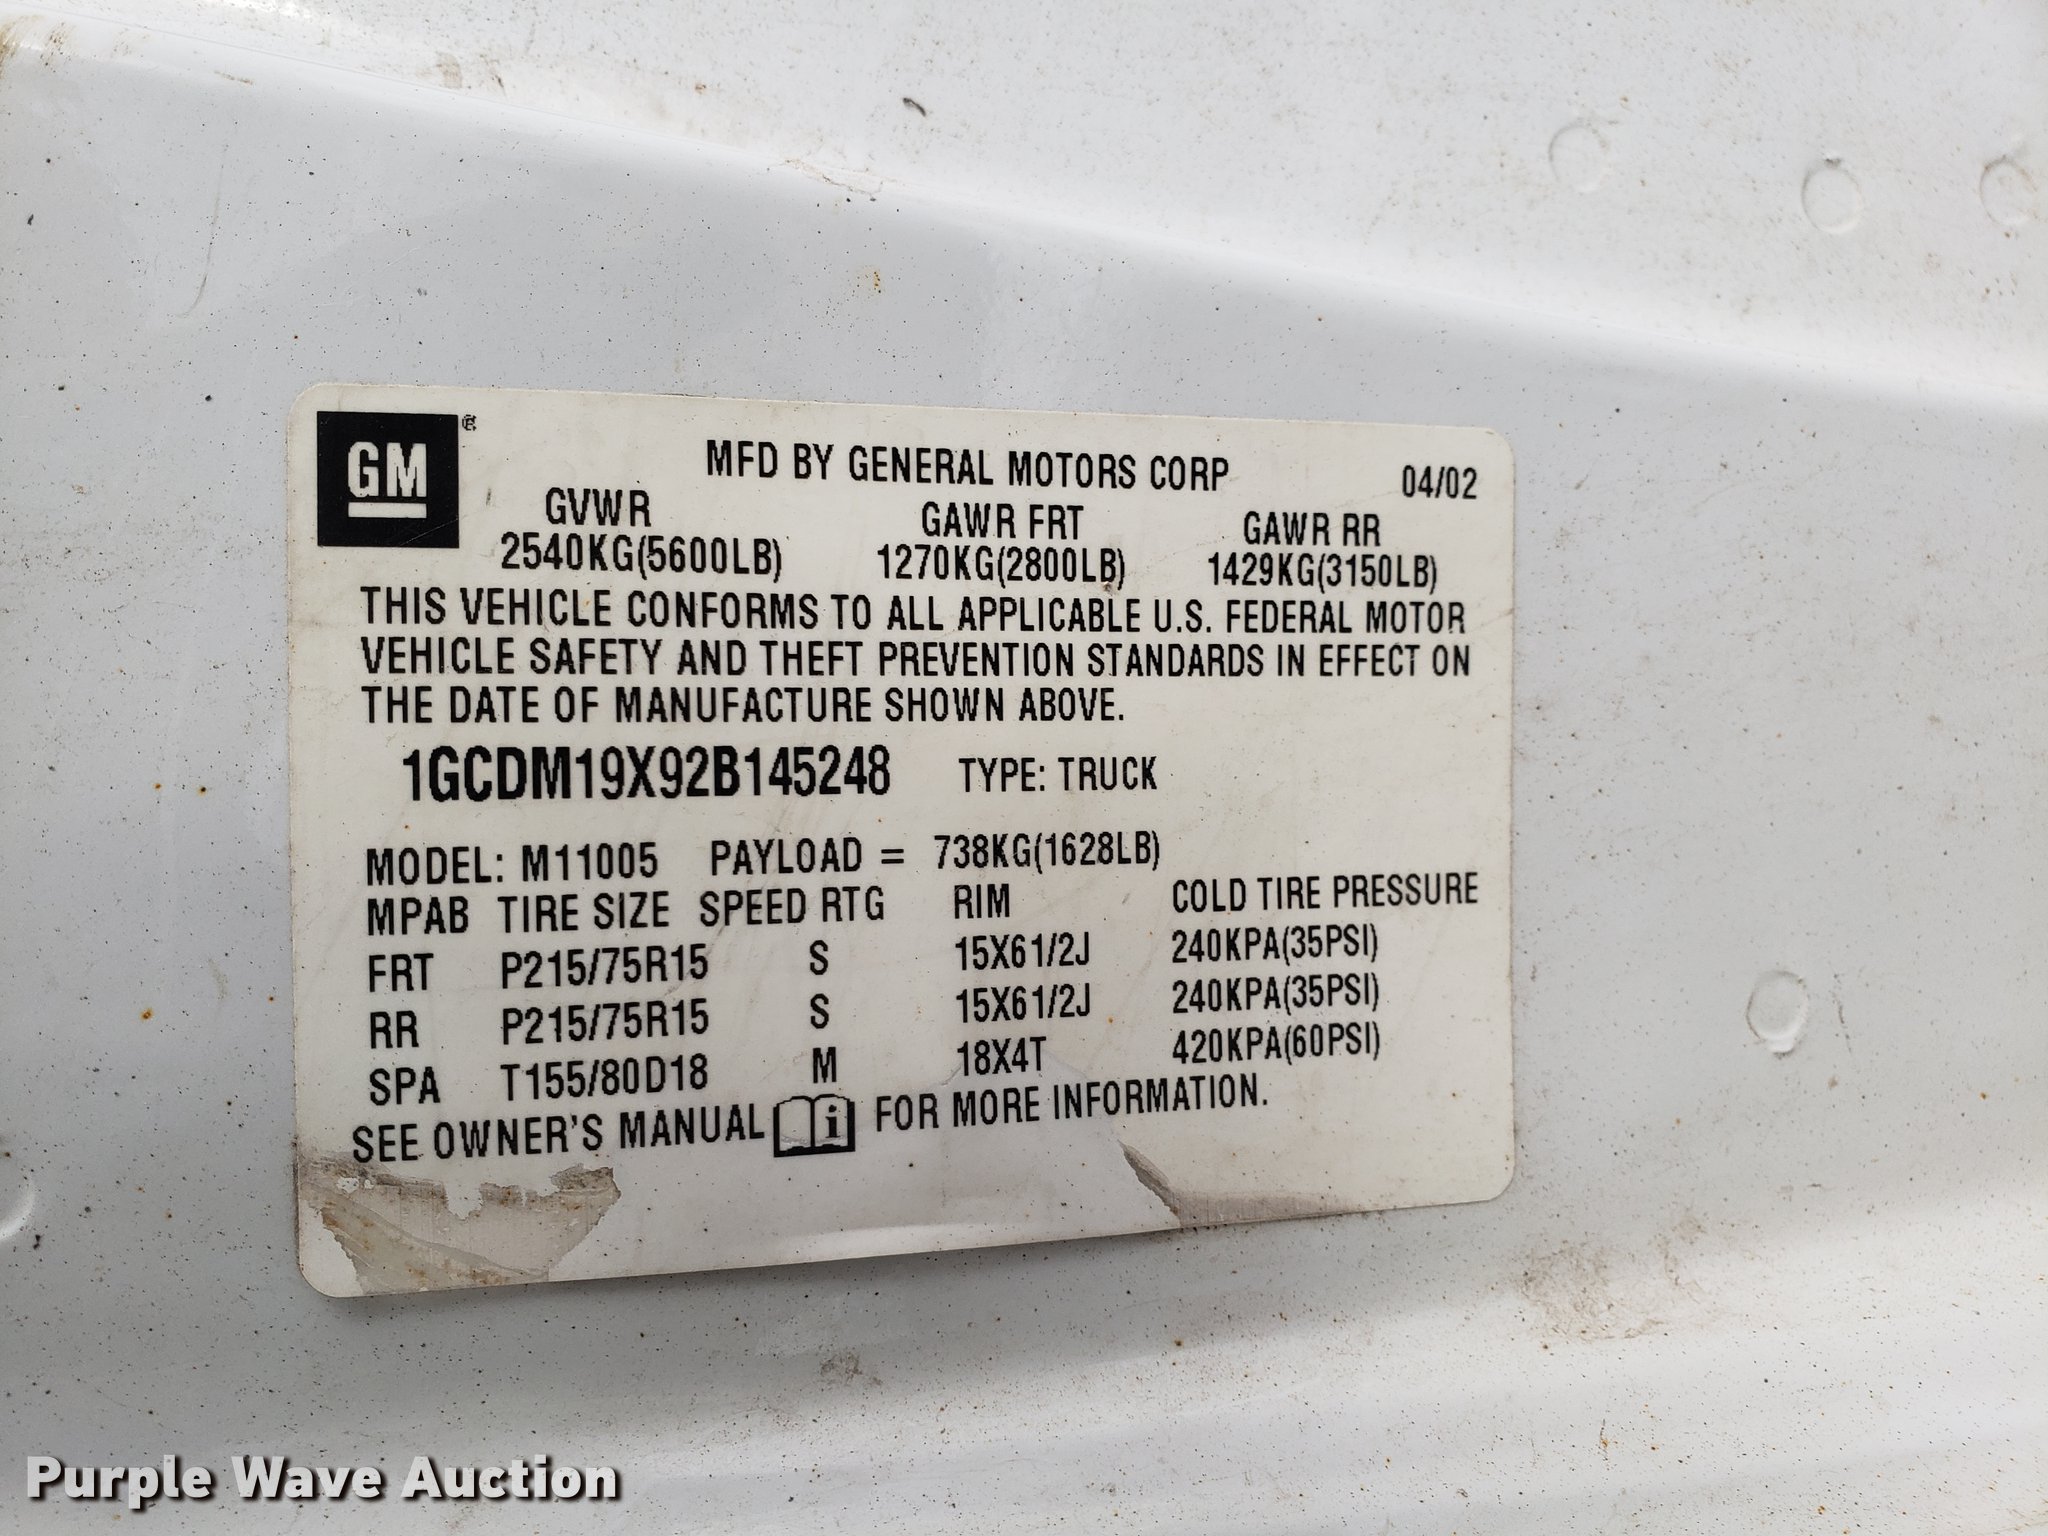 GM
MFD BY GENERAL MOTORS CORP 04/02
GVWR GAWR FRT GAWR RR
2540KG(5600LB) 1270KG(2800LB) 1429KG(3150LB)
THIS VEHICLE CONFORMS TO ALL APPLICABLE U.S. FEDERAL MOTOR
VEHICLE SAFETY AND THEFT PREVENTION STANDARDS IN EFFECT ON
THE DATE OF MANUFACTURE SHOWN ABOVE.
1GCDM19X92B145248 TYPE: TRUCK
MODEL: M11005 PAYLOAD = 738KG(1628LB)
MPAB TIRE SIZE SPEED RTG RIM COLD TIRE PRESSURE
FRT P215/75R15 S 15X61/2J 240KPA(35PSI)
RR P215/75R15 S 15X61/2J 240KPA(35PSI)
SPA T155/80D18 M 18X4T 420KPA(60PSI)
SEE OWNER'S MANUAL i FOR MORE INFORMATION.
Purple Wave Auction